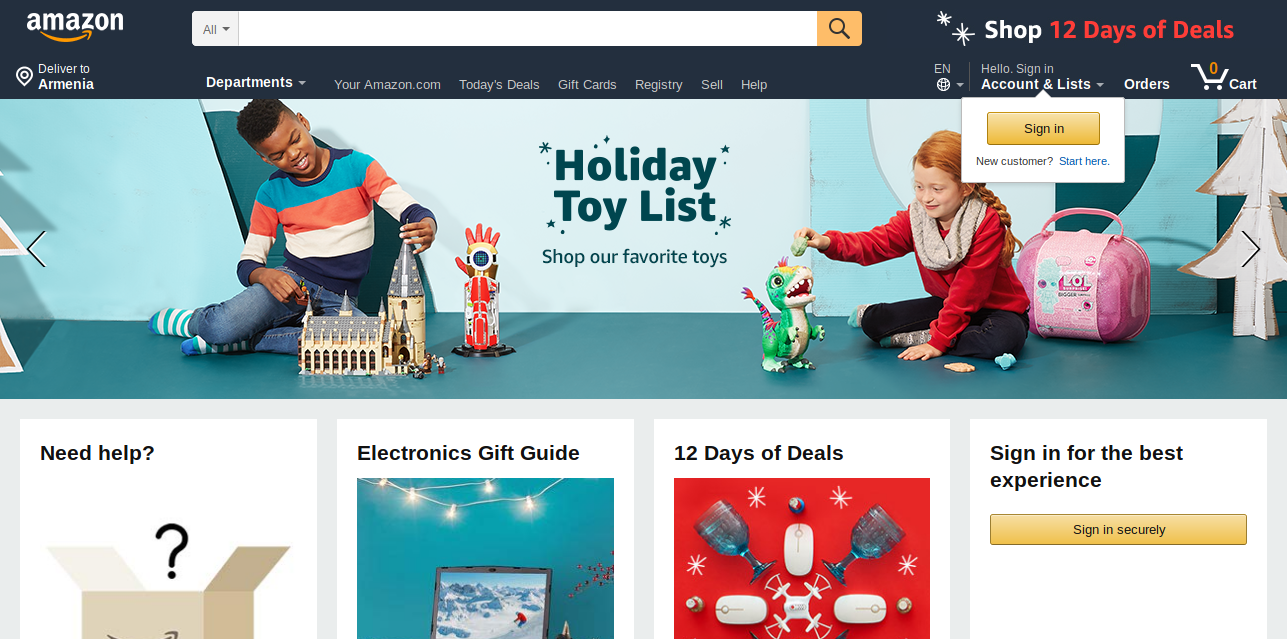 amazon
All
Shop 12 Days of Deals
Deliver to
Armenia
Departments
Your Amazon.com
Today's Deals
Gift Cards
Registry
Sell
Help
EN
Hello. Sign in
Account & Lists
Orders
0
Cart
Sign in
New customer? Start here.
Holiday
Toy List
Shop our favorite toys
L.O.L.
SURPRISE!
BIGGER SURPRISE
Need help?
?
Electronics Gift Guide
12 Days of Deals
Sign in for the best
experience
Sign in securely